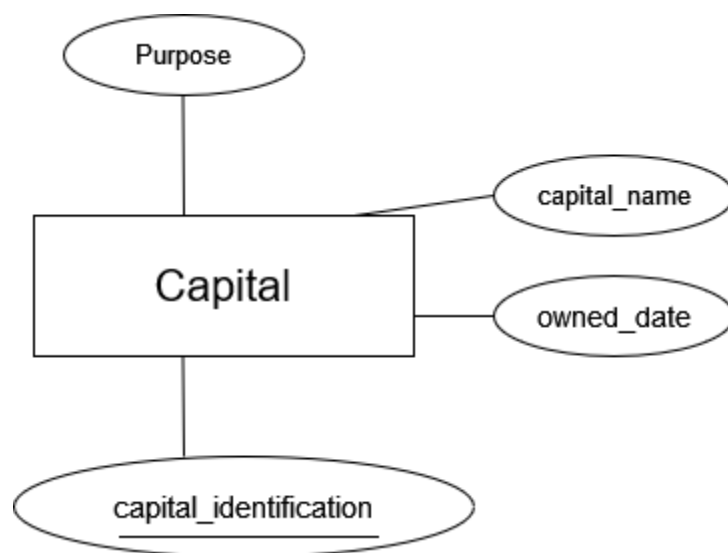 Purpose
capital_name
Capital
owned_date
capital_identification